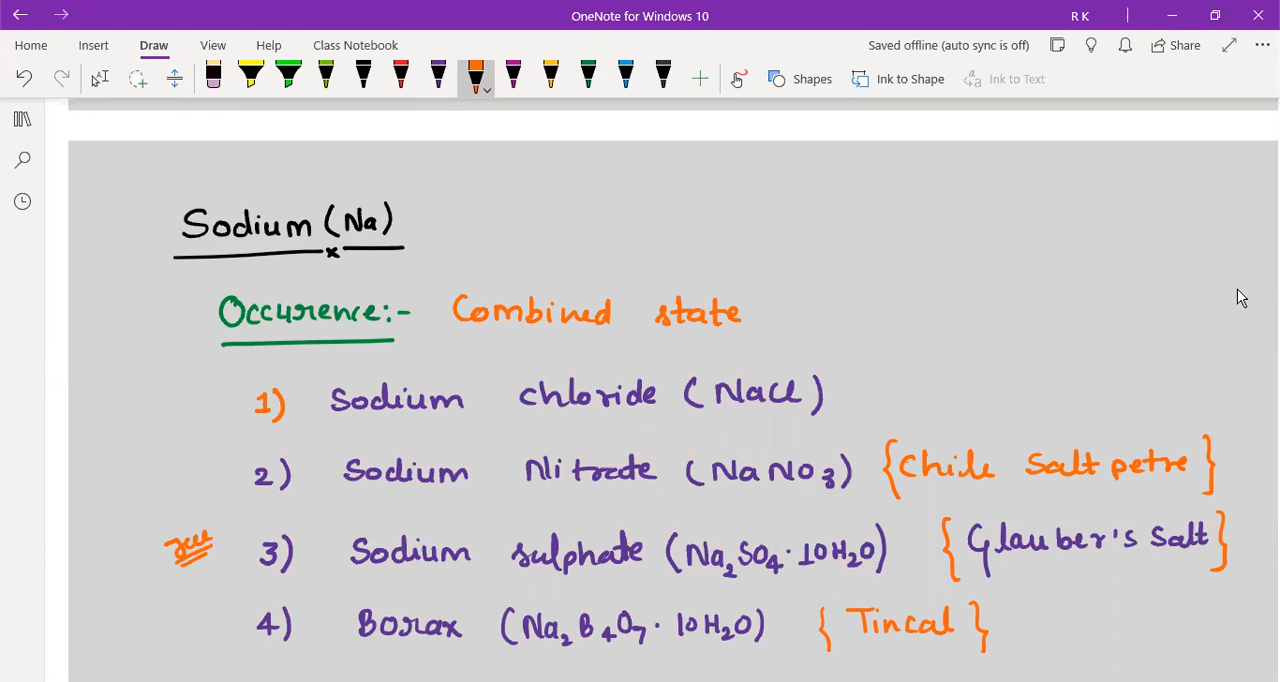 OneNote for Windows 10
R K
Home Insert Draw View Help Class Notebook
Saved offline (auto sync is off) Share
Shapes Ink to Shape Ink to Text
Sodium (Na)
Occurence:- Combined state
1) Sodium chloride (NaCl)
2) Sodium Nitrate (NaNO₃) {Chile Salt petre}
3) Sodium sulphate (Na₂SO₄·10H₂O) {Glauber's Salt}
4) Borax (Na₂B₄O₇·10H₂O) {Tincal}